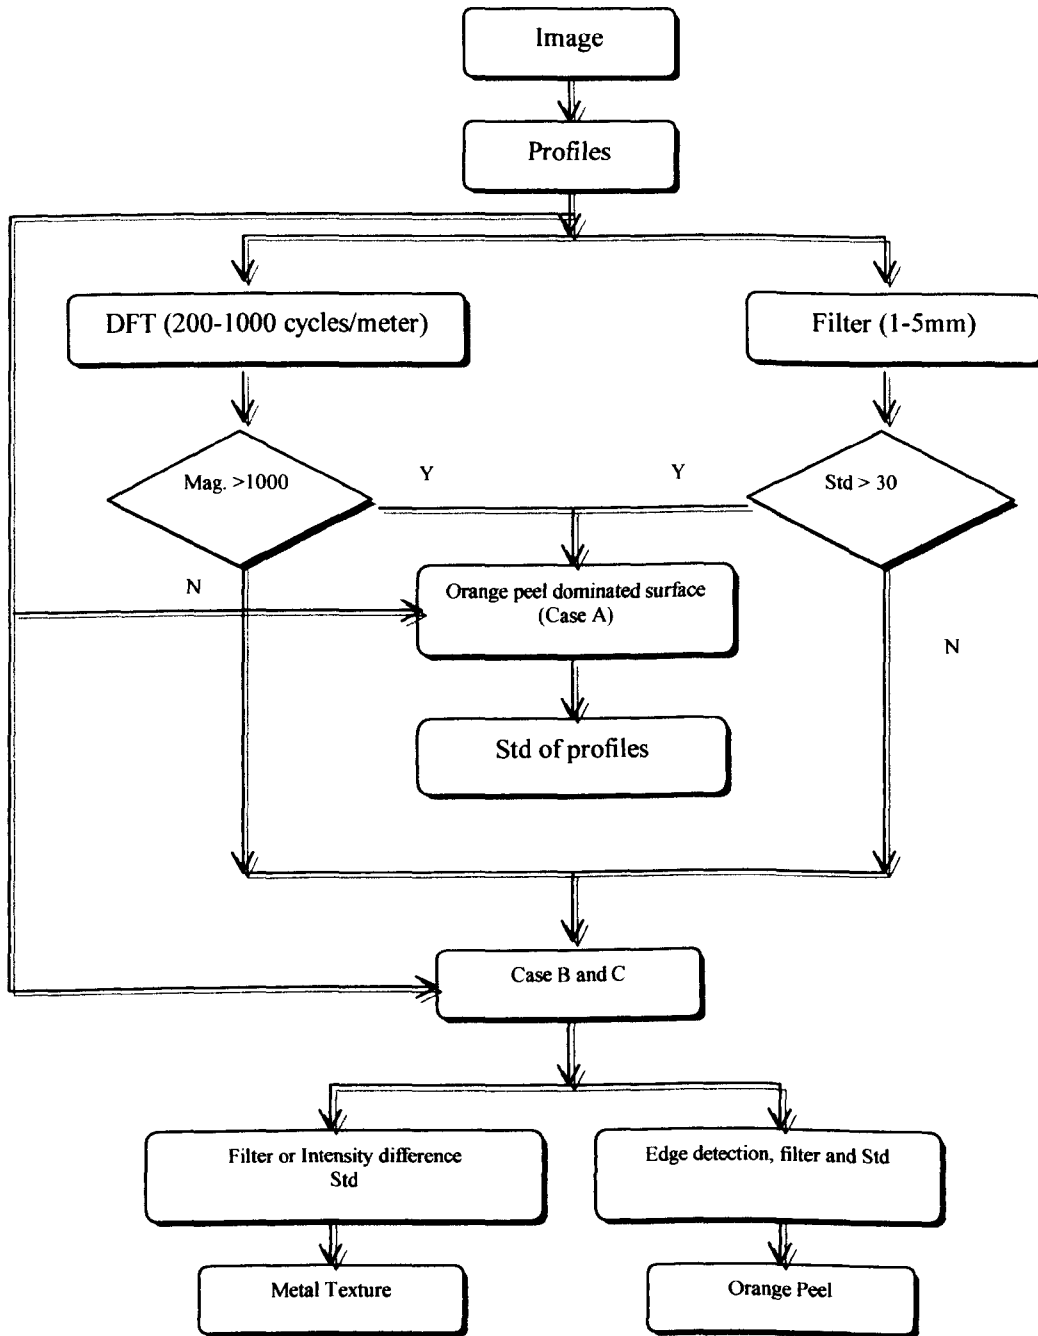 Image
Profiles
DFT (200-1000 cycles/meter)
Filter (1-5mm)
Mag. >1000
Y
Y
Std > 30
N
Orange peel dominated surface
(Case A)
N
Std of profiles
Case B and C
Filter or Intensity difference
Std
Edge detection, filter and Std
Metal Texture
Orange Peel